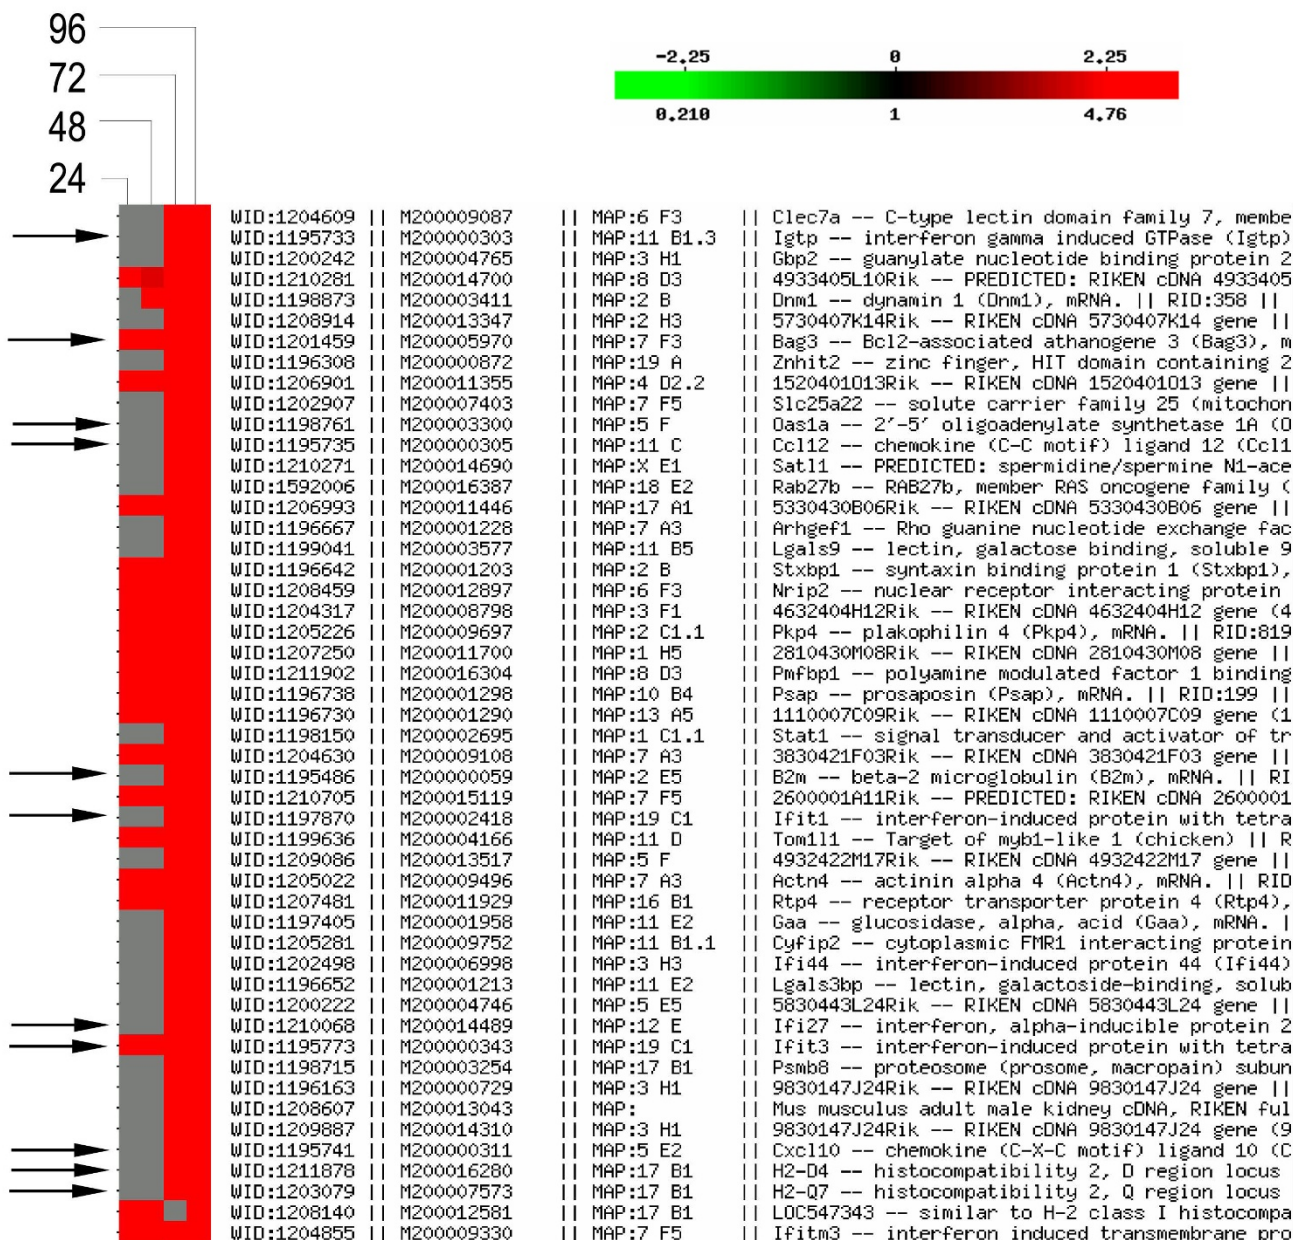 96
72
48
24
-2.25 0 2.25
0.210 1 4.76
WID:1204609 || M200009087 || MAP:6 F3 || Clec7a -- C-type lectin domain family 7, membe
WID:1195733 || M200000303 || MAP:11 B1.3 || Igtp -- interferon gamma induced GTPase (Igtp)
WID:1200242 || M200004765 || MAP:3 H1 || Gbp2 -- guanylate nucleotide binding protein 2
WID:1210281 || M200014700 || MAP:8 D3 || 4933405L10Rik -- PREDICTED: RIKEN cDNA 4933405
WID:1198873 || M200003411 || MAP:2 B || Dnm1 -- dynamin 1 (Dnm1), mRNA. || RID:358 ||
WID:1208914 || M200013347 || MAP:2 H3 || 5730407K14Rik -- RIKEN cDNA 5730407K14 gene ||
WID:1201459 || M200005970 || MAP:7 F3 || Bag3 -- Bcl2-associated athanogene 3 (Bag3), m
WID:1196308 || M200000872 || MAP:19 A || Znhit2 -- zinc finger, HIT domain containing 2
WID:1206901 || M200011355 || MAP:4 D2.2 || 1520401O13Rik -- RIKEN cDNA 1520401O13 gene ||
WID:1202907 || M200007403 || MAP:7 F5 || Slc25a22 -- solute carrier family 25 (mitochon
WID:1198761 || M200003300 || MAP:5 F || Oas1a -- 2'-5' oligoadenylate synthetase 1A (O
WID:1195735 || M200000305 || MAP:11 C || Ccl12 -- chemokine (C-C motif) ligand 12 (Ccl1
WID:1210271 || M200014690 || MAP:X E1 || Satl1 -- PREDICTED: spermidine/spermine N1-ace
WID:1592006 || M200016387 || MAP:18 E2 || Rab27b -- RAB27b, member RAS oncogene family (
WID:1206993 || M200011446 || MAP:17 A1 || 5330430B06Rik -- RIKEN cDNA 5330430B06 gene ||
WID:1196667 || M200001228 || MAP:7 A3 || Arhgef1 -- Rho guanine nucleotide exchange fac
WID:1199041 || M200003577 || MAP:11 B5 || Lgals9 -- lectin, galactose binding, soluble 9
WID:1196642 || M200001203 || MAP:2 B || Stxbp1 -- syntaxin binding protein 1 (Stxbp1),
WID:1208459 || M200012897 || MAP:6 F3 || Nrip2 -- nuclear receptor interacting protein
WID:1204317 || M200008798 || MAP:3 F1 || 4632404H12Rik -- RIKEN cDNA 4632404H12 gene (4
WID:1205226 || M200009697 || MAP:2 C1.1 || Pkp4 -- plakophilin 4 (Pkp4), mRNA. || RID:819
WID:1207250 || M200011700 || MAP:1 H5 || 2810430M08Rik -- RIKEN cDNA 2810430M08 gene ||
WID:1211902 || M200016304 || MAP:8 D3 || Pmfbp1 -- polyamine modulated factor 1 binding
WID:1196738 || M200001298 || MAP:10 B4 || Psap -- prosaposin (Psap), mRNA. || RID:199 ||
WID:1196730 || M200001290 || MAP:13 A5 || 1110007C09Rik -- RIKEN cDNA 1110007C09 gene (1
WID:1198150 || M200002695 || MAP:1 C1.1 || Stat1 -- signal transducer and activator of tr
WID:1204630 || M200009108 || MAP:7 A3 || 3830421F03Rik -- RIKEN cDNA 3830421F03 gene ||
WID:1195486 || M200000059 || MAP:2 E5 || B2m -- beta-2 microglobulin (B2m), mRNA. || RI
WID:1210705 || M200015119 || MAP:7 F5 || 2600001A11Rik -- PREDICTED: RIKEN cDNA 2600001
WID:1197870 || M200002418 || MAP:19 C1 || Ifit1 -- interferon-induced protein with tetra
WID:1199636 || M200004166 || MAP:11 D || Tom1l1 -- Target of myb1-like 1 (chicken) || R
WID:1209086 || M200013517 || MAP:5 F || 4932422M17Rik -- RIKEN cDNA 4932422M17 gene ||
WID:1205022 || M200009496 || MAP:7 A3 || Actn4 -- actinin alpha 4 (Actn4), mRNA. || RID
WID:1207481 || M200011929 || MAP:16 B1 || Rtp4 -- receptor transporter protein 4 (Rtp4),
WID:1197405 || M200001958 || MAP:11 E2 || Gaa -- glucosidase, alpha, acid (Gaa), mRNA. |
WID:1205281 || M200009752 || MAP:11 B1.1 || Cyfip2 -- cytoplasmic FMR1 interacting protein
WID:1202498 || M200006998 || MAP:3 H3 || Ifi44 -- interferon-induced protein 44 (Ifi44)
WID:1196652 || M200001213 || MAP:11 E2 || Lgals3bp -- lectin, galactoside-binding, solub
WID:1200222 || M200004746 || MAP:5 E5 || 5830443L24Rik -- RIKEN cDNA 5830443L24 gene ||
WID:1210068 || M200014489 || MAP:12 E || Ifi27 -- interferon, alpha-inducible protein 2
WID:1195773 || M200000343 || MAP:19 C1 || Ifit3 -- interferon-induced protein with tetra
WID:1198715 || M200003254 || MAP:17 B1 || Psmb8 -- proteosome (prosome, macropain) subun
WID:1196163 || M200000729 || MAP:3 H1 || 9830147J24Rik -- RIKEN cDNA 9830147J24 gene ||
WID:1208607 || M200013043 || MAP: || Mus musculus adult male kidney cDNA, RIKEN ful
WID:1209887 || M200014310 || MAP:3 H1 || 9830147J24Rik -- RIKEN cDNA 9830147J24 gene (9
WID:1195741 || M200000311 || MAP:5 E2 || Cxcl10 -- chemokine (C-X-C motif) ligand 10 (C
WID:1211878 || M200016280 || MAP:17 B1 || H2-D4 -- histocompatibility 2, D region locus
WID:1203079 || M200007573 || MAP:17 B1 || H2-Q7 -- histocompatibility 2, Q region locus
WID:1208140 || M200012581 || MAP:17 B1 || LOC547343 -- similar to H-2 class I histocompa
WID:1204855 || M200009330 || MAP:7 F5 || Ifitm3 -- interferon induced transmembrane pro